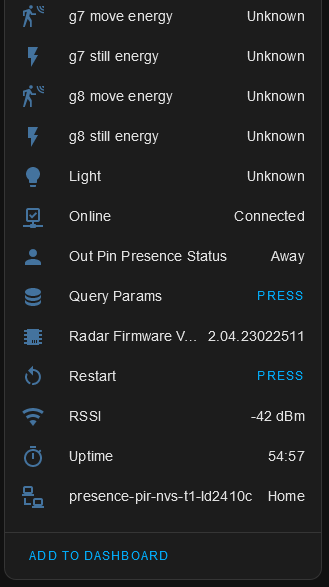 g7 move energy Unknown
g7 still energy Unknown
g8 move energy Unknown
g8 still energy Unknown
Light Unknown
Online Connected
Out Pin Presence Status Away
Query Params PRESS
Radar Firmware V... 2.04.23022511
Restart PRESS
RSSI -42 dBm
Uptime 54:57
presence-pir-nvs-t1-ld2410c Home
ADD TO DASHBOARD